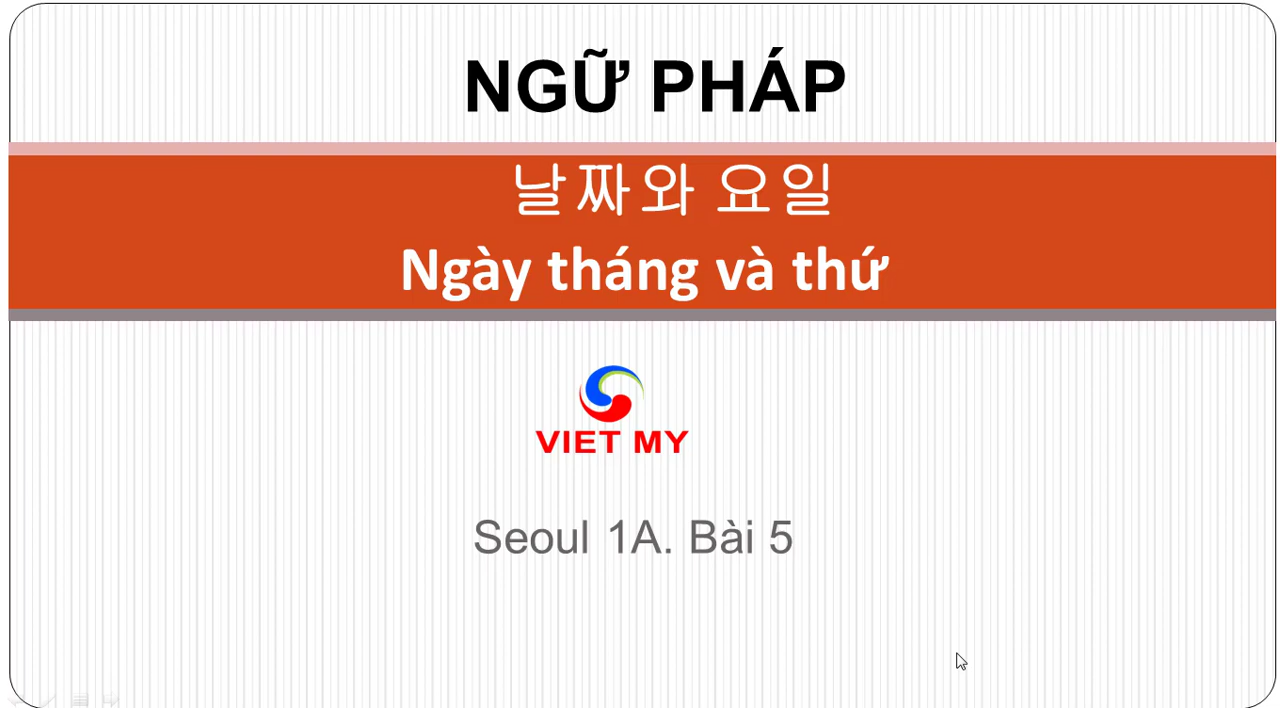 NGỮ PHÁP
날짜와 요일
Ngày tháng và thứ
VIET MY
Seoul 1A. Bài 5